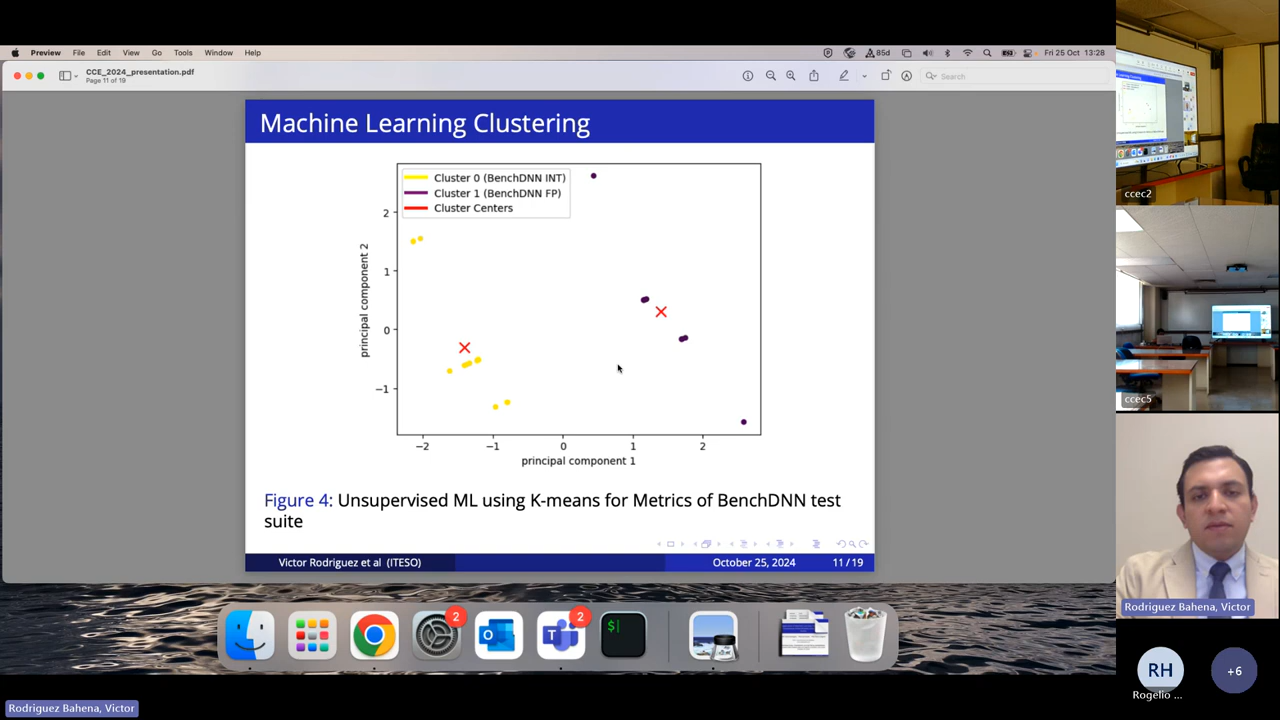 Preview File Edit View Go Tools Window Help
85d
Fri 25 Oct 13:28
CCE_2024_presentation.pdf
Page 11 of 19
Search
Machine Learning Clustering
Cluster 0 (BenchDNN INT)
Cluster 1 (BenchDNN FP)
Cluster Centers
principal component 2
2
1
0
−1
−2 −1 0 1 2
principal component 1
Figure 4: Unsupervised ML using K-means for Metrics of BenchDNN test
suite
Victor Rodriguez et al (ITESO) October 25, 2024 11/19
2
2
$
ccec2
ccec5
Rodriguez Bahena, Victor
RH
Rogelio ...
+6
Rodriguez Bahena, Victor